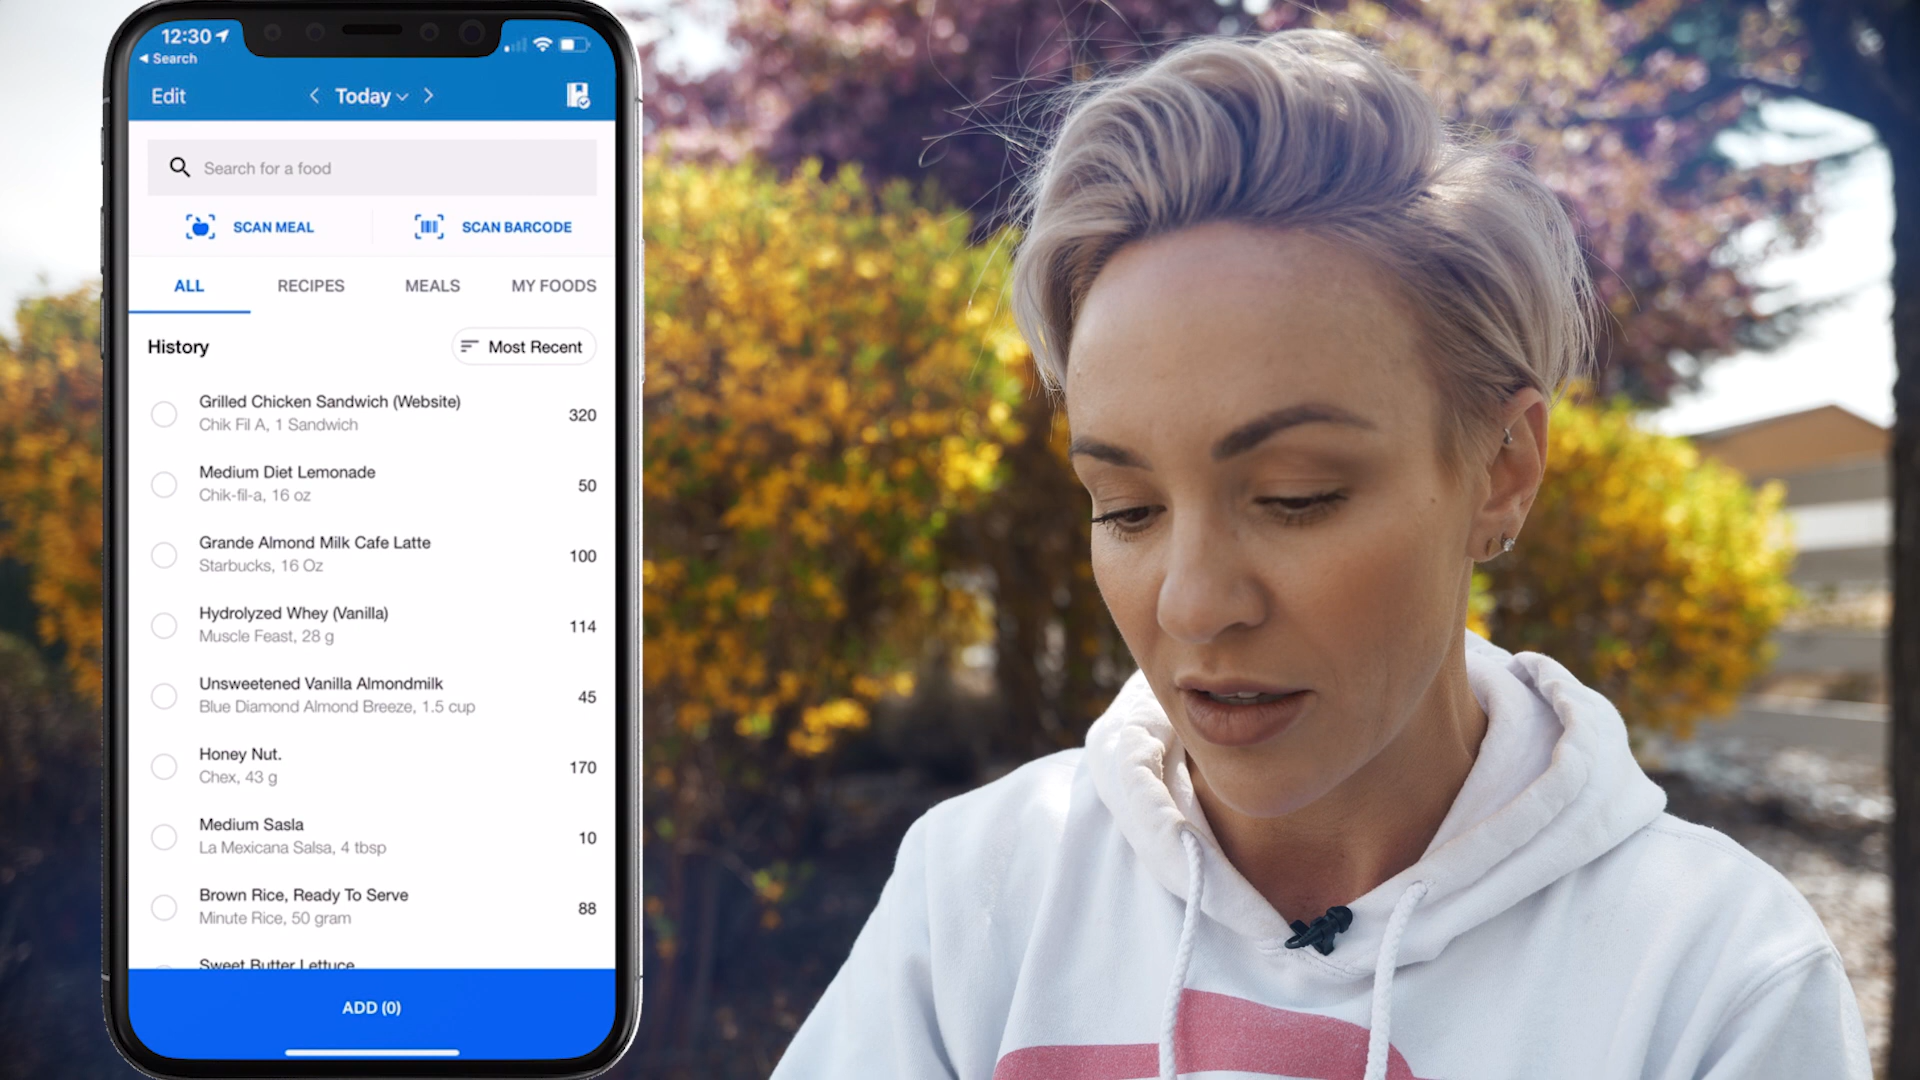 12:30
Search
Edit
Today
Search for a food
SCAN MEAL
SCAN BARCODE
ALL
RECIPES
MEALS
MY FOODS
History
Most Recent
Grilled Chicken Sandwich (Website)
Chik Fil A, 1 Sandwich
320
Medium Diet Lemonade
Chik-fil-a, 16 oz
50
Grande Almond Milk Cafe Latte
Starbucks, 16 Oz
100
Hydrolyzed Whey (Vanilla)
Muscle Feast, 28 g
114
Unsweetened Vanilla Almondmilk
Blue Diamond Almond Breeze, 1.5 cup
45
Honey Nut.
Chex, 43 g
170
Medium Sasla
La Mexicana Salsa, 4 tbsp
10
Brown Rice, Ready To Serve
Minute Rice, 50 gram
88
Sweet Butter Lettuce
ADD (0)